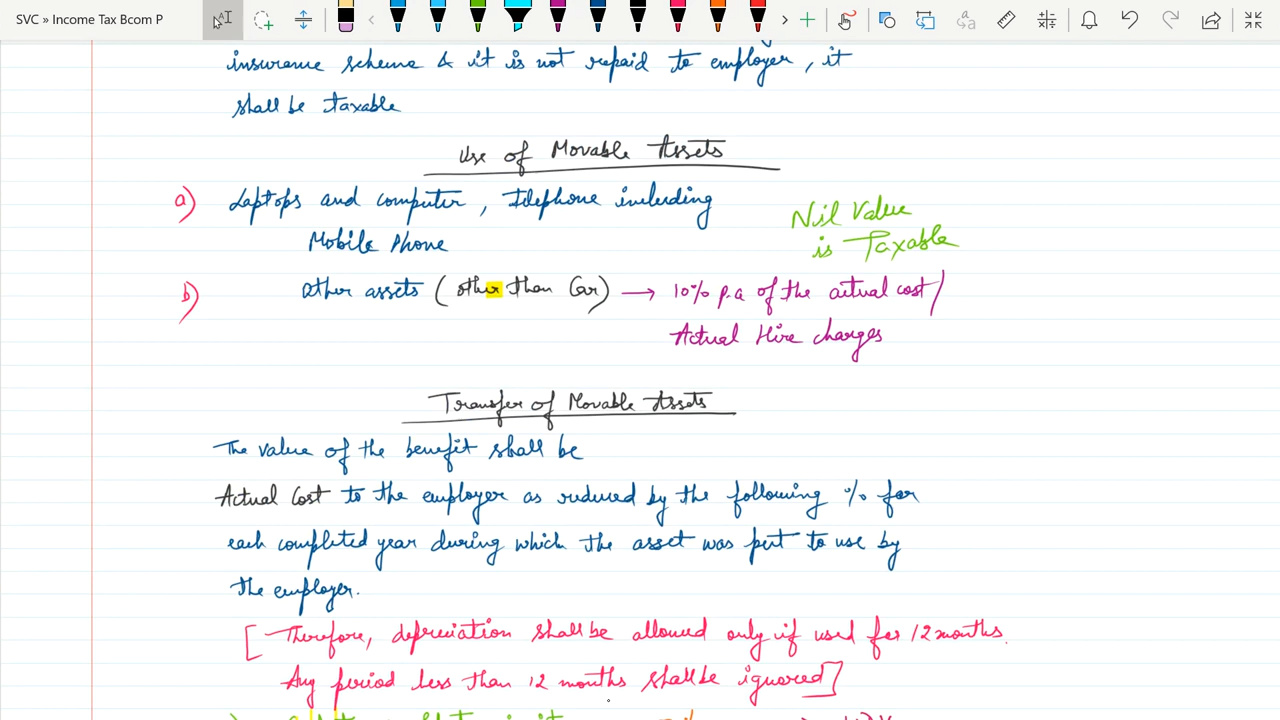 SVC » Income Tax Bcom P
insurance scheme & it is not repaid to employer, it
shall be taxable
Use of Movable Assets
a) Laptops and computer, Telephone including
Mobile Phone
Nil Value
is Taxable
b) Other assets (other than Car) → 10% p.a of the actual cost/
Actual Hire charges
Transfer of Movable Assets
The value of the benefit shall be
Actual Cost to the employer as reduced by the following % for
each completed year during which the asset was put to use by
the employer.
[Therefore, depreciation shall be allowed only if used for 12 months.
Any period less than 12 months shall be ignored]